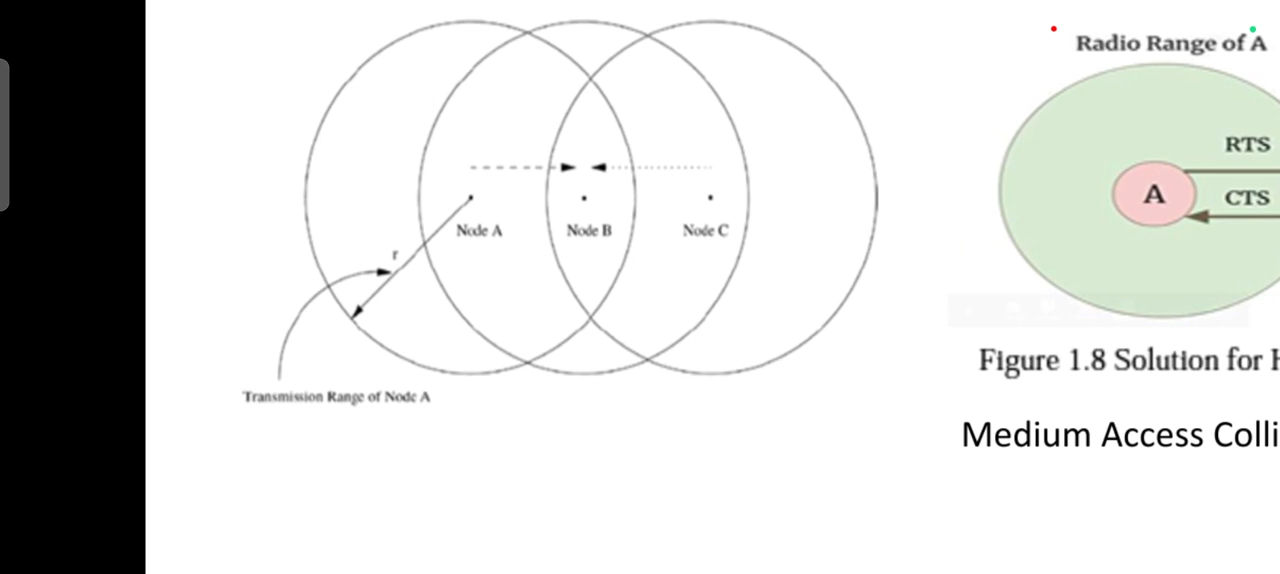 Node A
Node B
Node C
r
Transmission Range of Node A
Radio Range of A
RTS
A
CTS
Figure 1.8 Solution for
Medium Access Colli